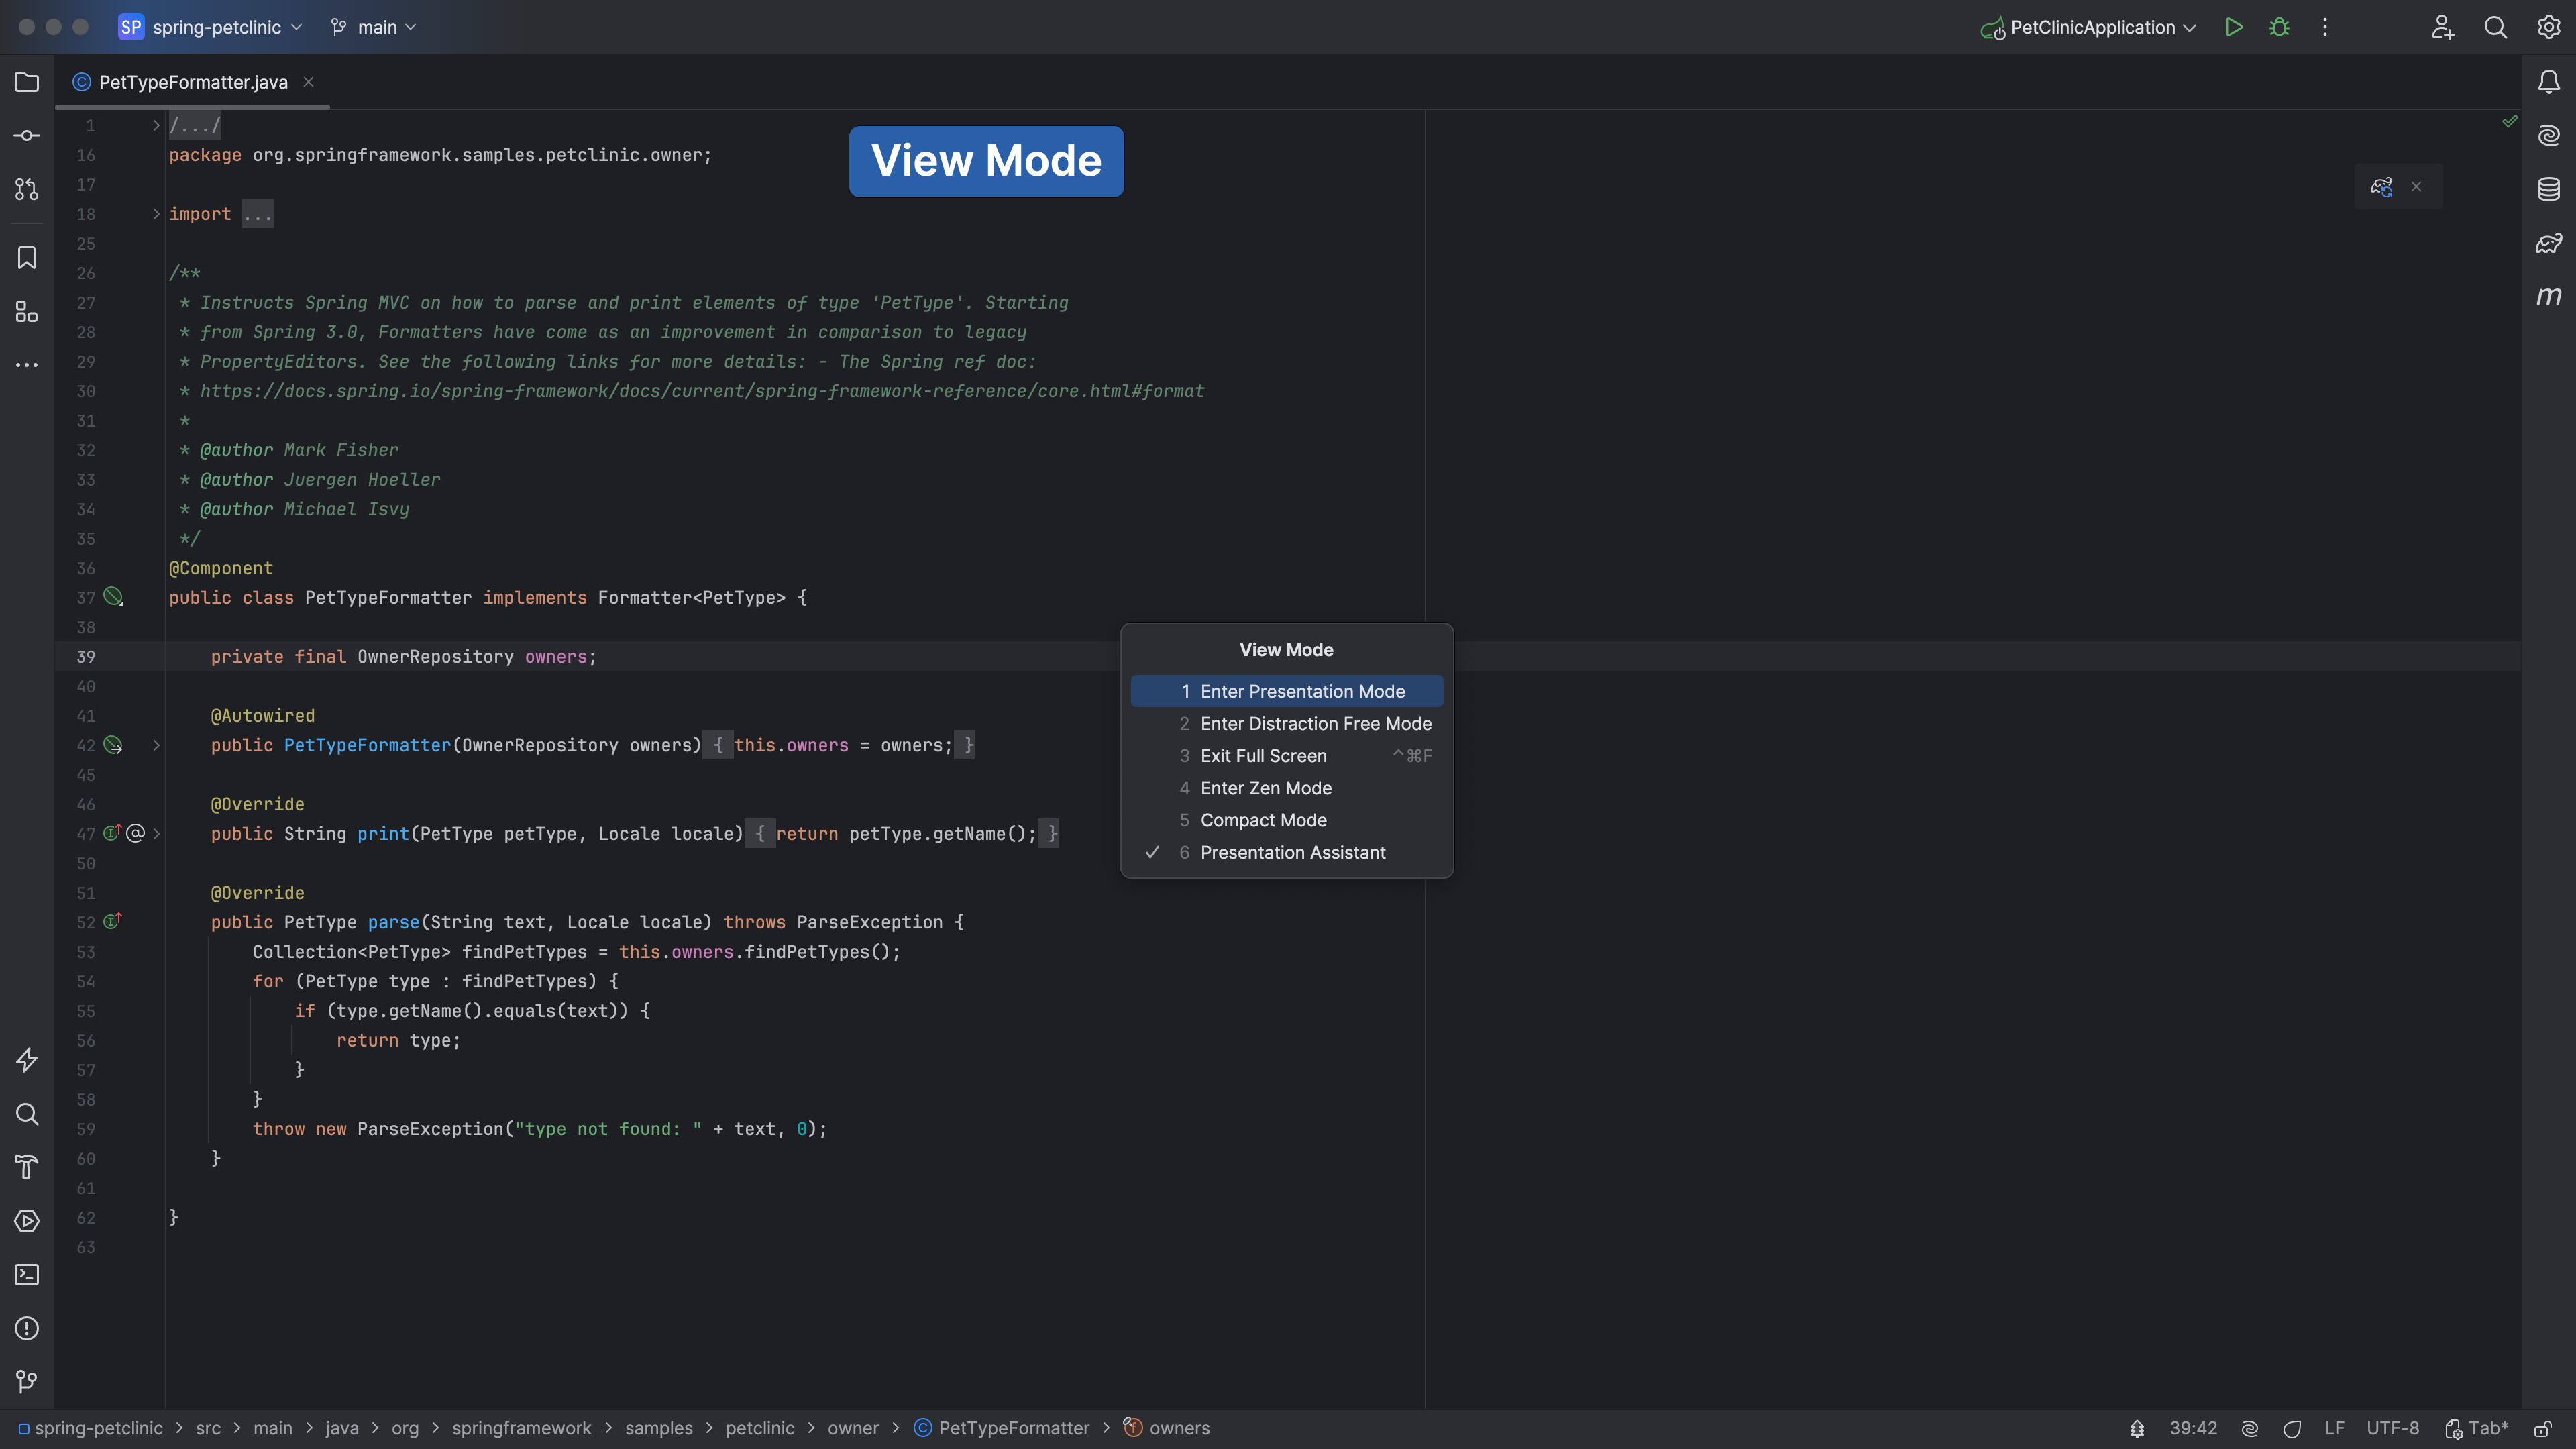 SP spring-petclinic main PetClinicApplication
PetTypeFormatter.java
1 /.../
16 package org.springframework.samples.petclinic.owner;
View Mode
17
18 import ...
25
26 /**
27 * Instructs Spring MVC on how to parse and print elements of type 'PetType'. Starting
28 * from Spring 3.0, Formatters have come as an improvement in comparison to legacy
29 * PropertyEditors. See the following links for more details: - The Spring ref doc:
30 * https://docs.spring.io/spring-framework/docs/current/spring-framework-reference/core.html#format
31 *
32 * @author Mark Fisher
33 * @author Juergen Hoeller
34 * @author Michael Isvy
35 */
36 @Component
37 public class PetTypeFormatter implements Formatter<PetType> {
38
39 private final OwnerRepository owners;
40
41 @Autowired
42 public PetTypeFormatter(OwnerRepository owners) { this.owners = owners; }
45
46 @Override
47 public String print(PetType petType, Locale locale) { return petType.getName(); }
50
51 @Override
52 public PetType parse(String text, Locale locale) throws ParseException {
53 Collection<PetType> findPetTypes = this.owners.findPetTypes();
54 for (PetType type : findPetTypes) {
55 if (type.getName().equals(text)) {
56 return type;
57 }
58 }
59 throw new ParseException("type not found: " + text, 0);
60 }
61
62 }
63
View Mode
1 Enter Presentation Mode
2 Enter Distraction Free Mode
3 Exit Full Screen ⌃⌘F
4 Enter Zen Mode
5 Compact Mode
6 Presentation Assistant
m
spring-petclinic > src > main > java > org > springframework > samples > petclinic > owner > PetTypeFormatter > owners 39:42 LF UTF-8 Tab*